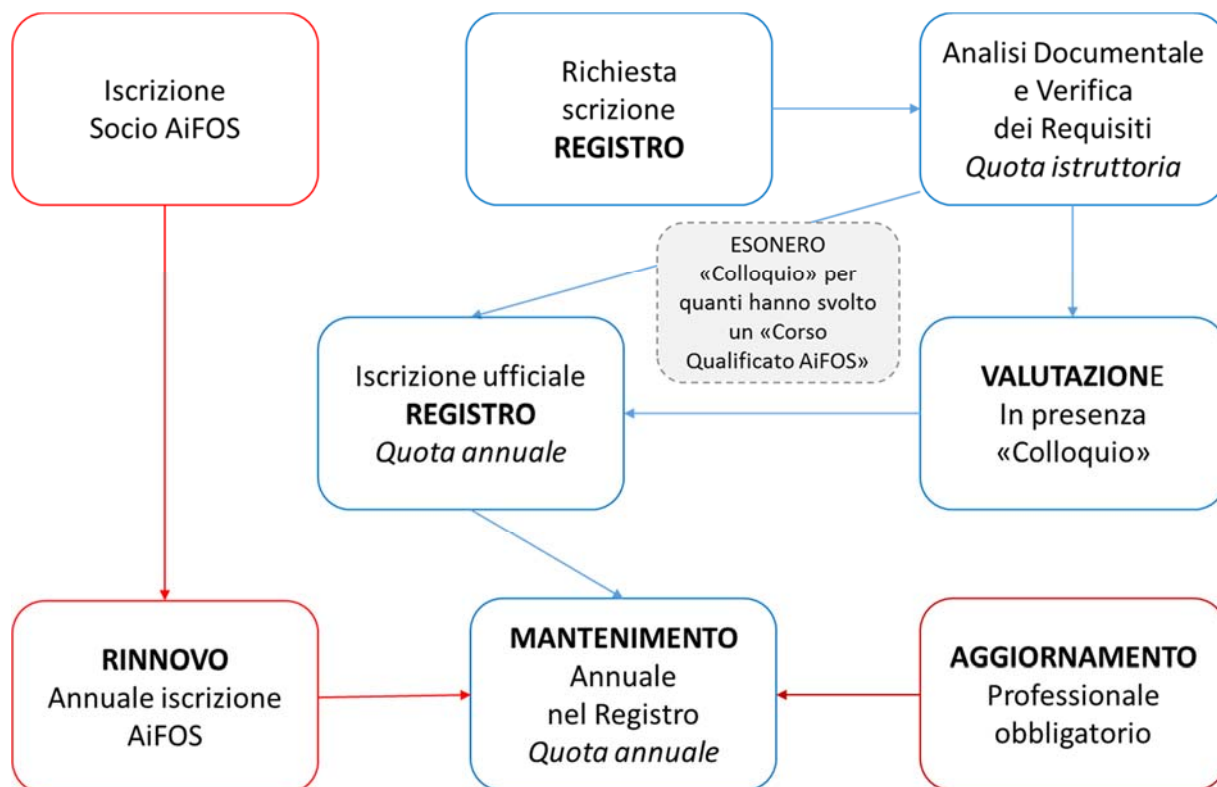 Iscrizione
Socio AiFOS
Richiesta
scrizione
REGISTRO
Analisi Documentale
e Verifica
dei Requisiti
Quota istruttoria
ESONERO
«Colloquio» per
quanti hanno svolto
un «Corso
Qualificato AiFOS»
Iscrizione ufficiale
REGISTRO
Quota annuale
VALUTAZIONE
In presenza
«Colloquio»
RINNOVO
Annuale iscrizione
AiFOS
MANTENIMENTO
Annuale
nel Registro
Quota annuale
AGGIORNAMENTO
Professionale
obbligatorio